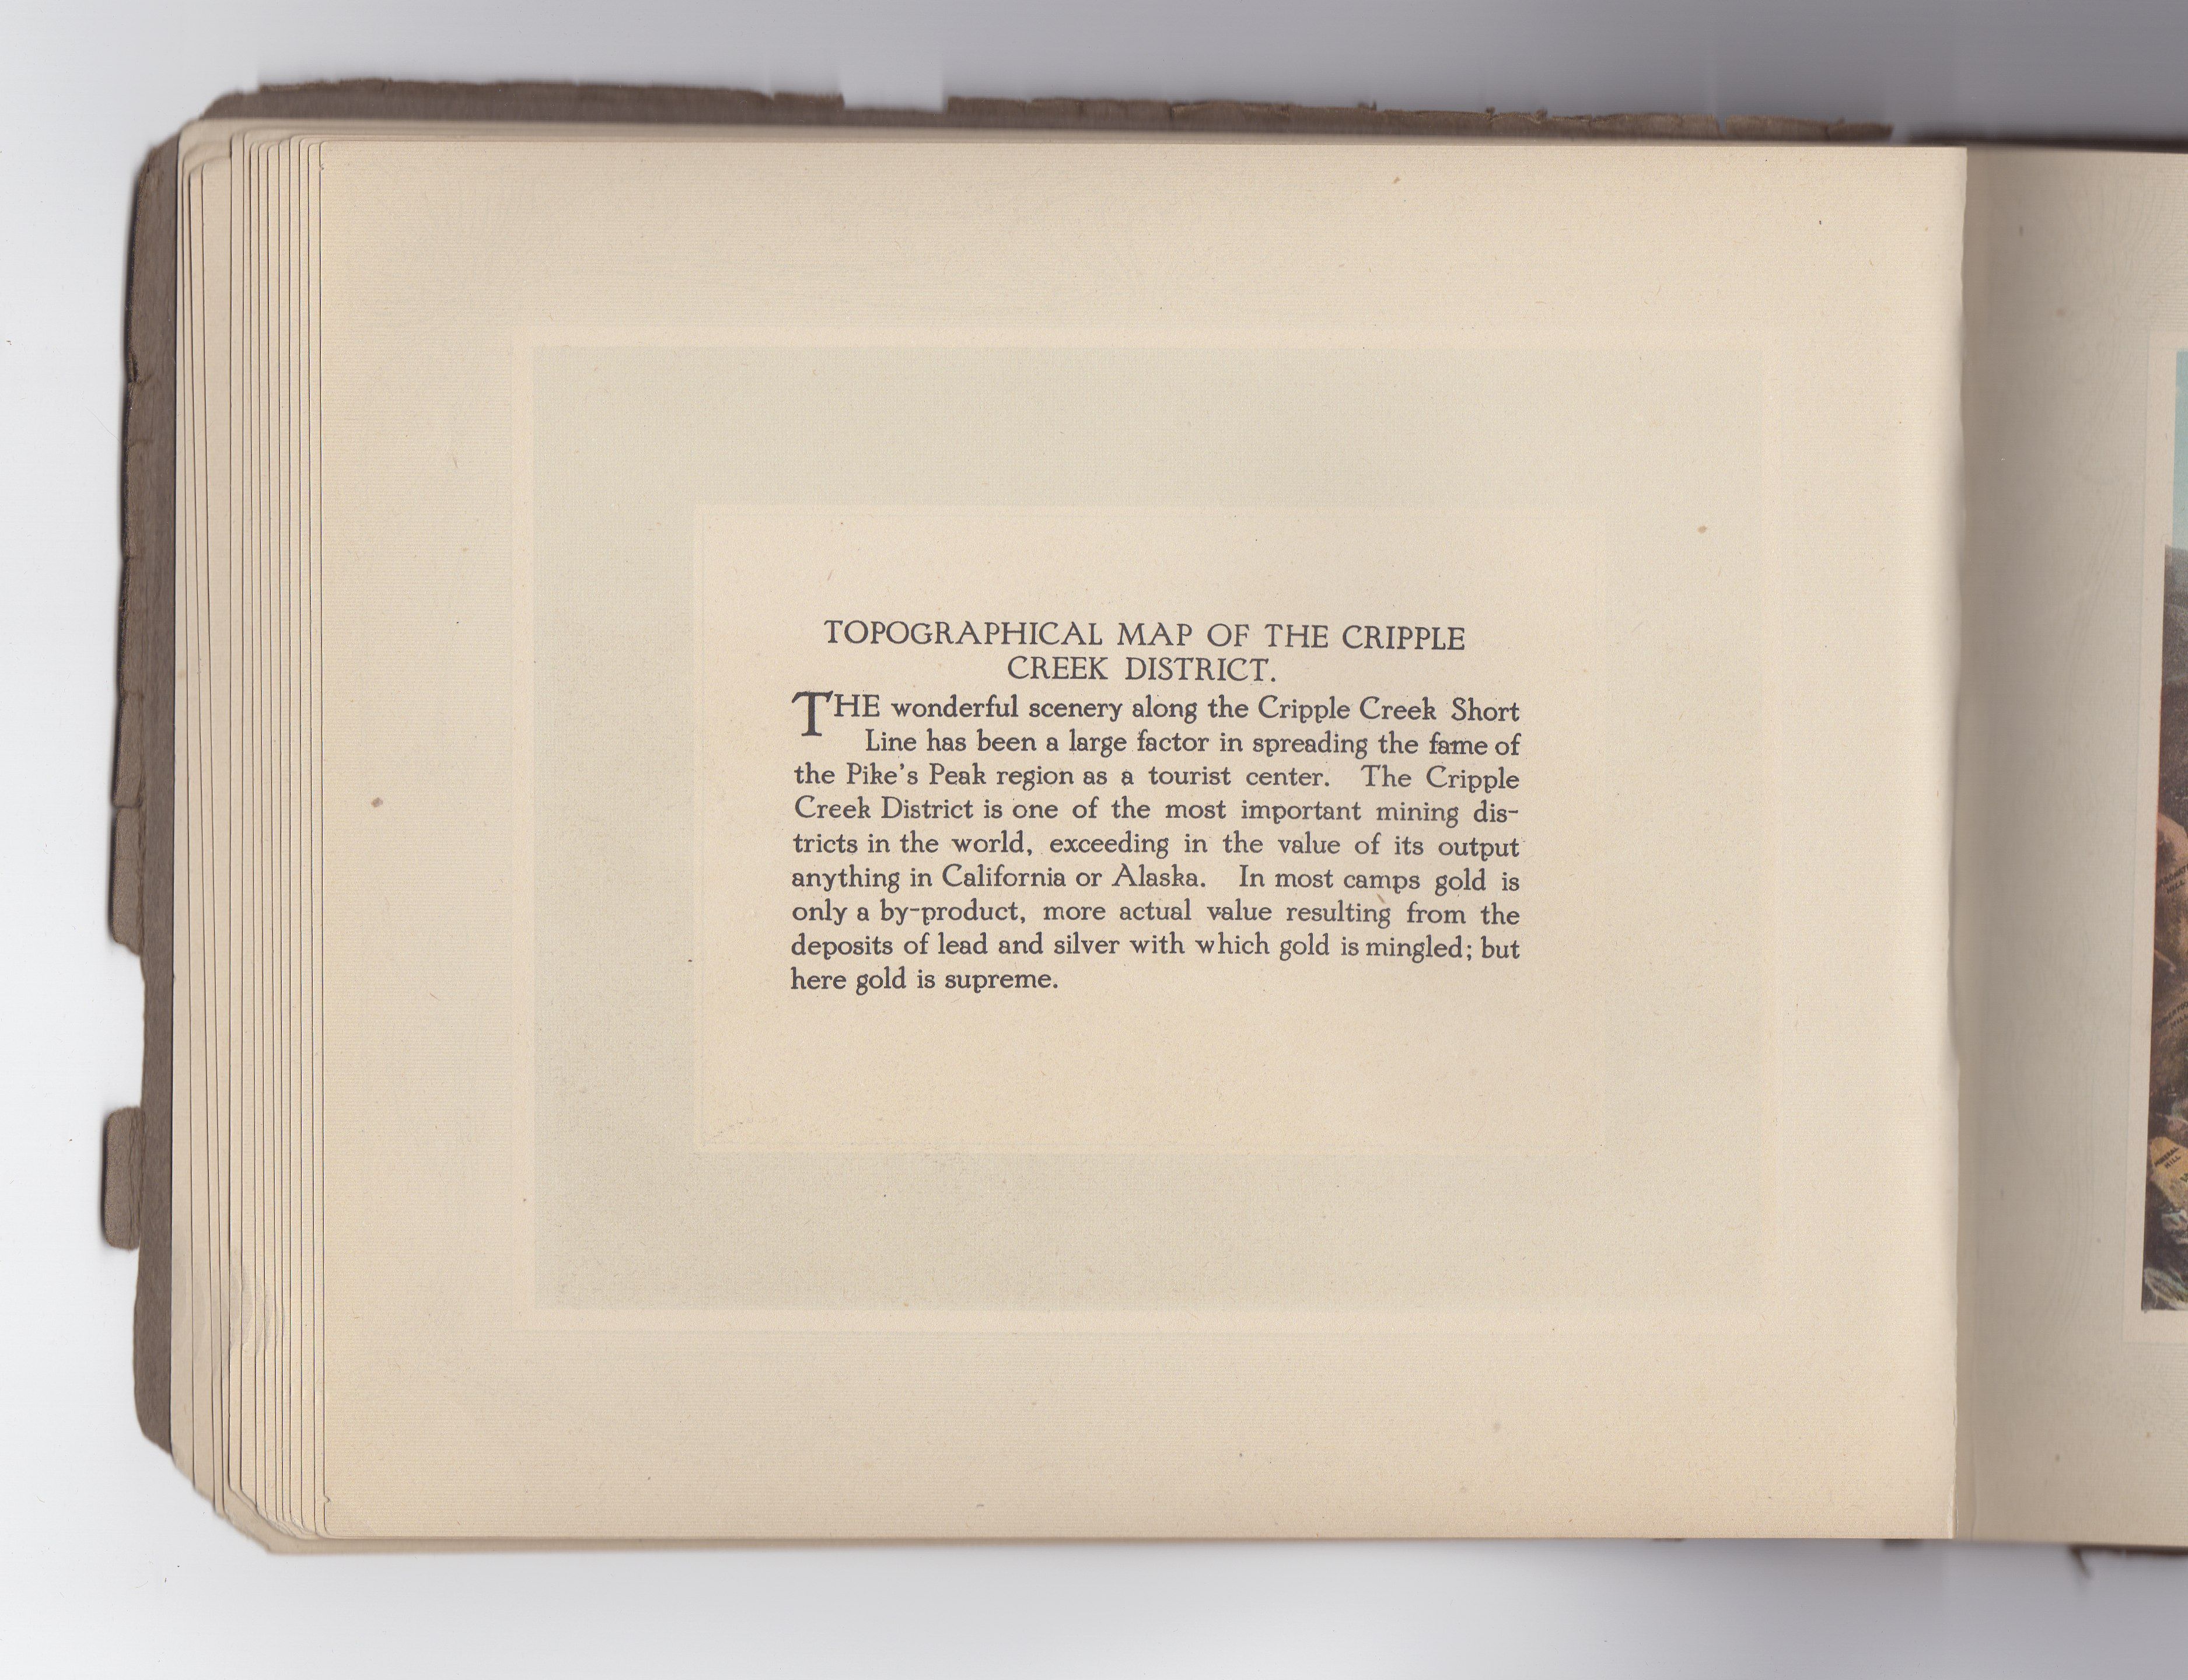 TOPOGRAPHICAL MAP OF THE CRIPPLE
CREEK DISTRICT.
THE wonderful scenery along the Cripple Creek Short
Line has been a large factor in spreading the fame of
the Pike's Peak region as a tourist center. The Cripple
Creek District is one of the most important mining dis-
tricts in the world, exceeding in the value of its output
anything in California or Alaska. In most camps gold is
only a by-product, more actual value resulting from the
deposits of lead and silver with which gold is mingled; but
here gold is supreme.
HILL
MINERAL
HILL